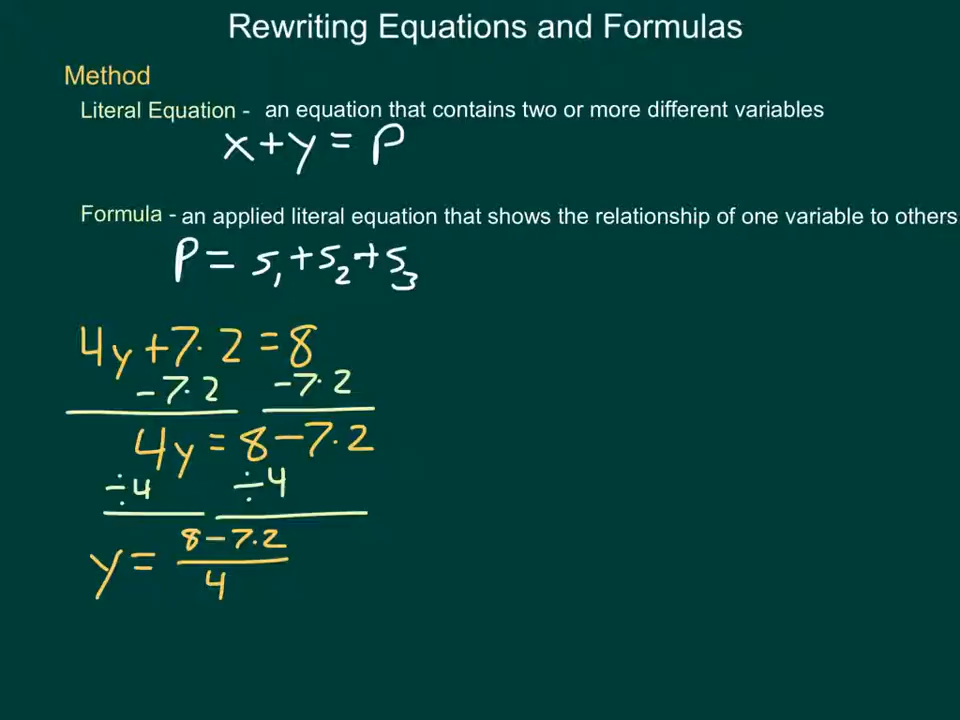 Rewriting Equations and Formulas
Method
Literal Equation - an equation that contains two or more different variables
x+y = P
Formula - an applied literal equation that shows the relationship of one variable to others
P = s₁+s₂+s₃
4y+7·2 = 8
-7·2 -7·2
4y = 8-7·2
÷4 ÷4
y = 8-7·2
4